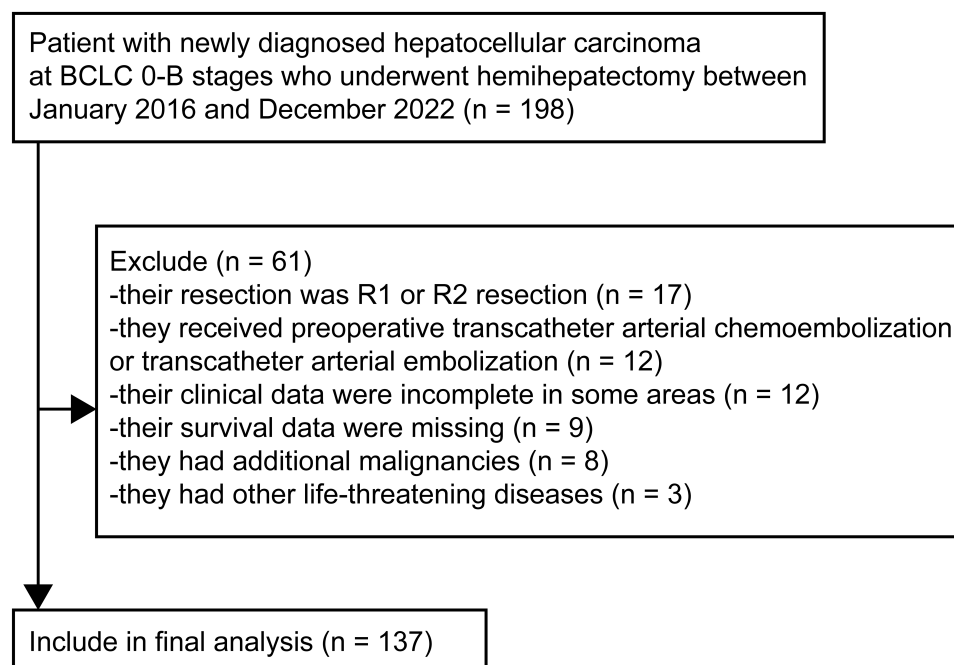 Patient with newly diagnosed hepatocellular carcinoma
at BCLC 0-B stages who underwent hemihepatectomy between
January 2016 and December 2022 (n = 198)
Exclude (n = 61)
-their resection was R1 or R2 resection (n = 17)
-they received preoperative transcatheter arterial chemoembolization
or transcatheter arterial embolization (n = 12)
-their clinical data were incomplete in some areas (n = 12)
-their survival data were missing (n = 9)
-they had additional malignancies (n = 8)
-they had other life-threatening diseases (n = 3)
Include in final analysis (n = 137)